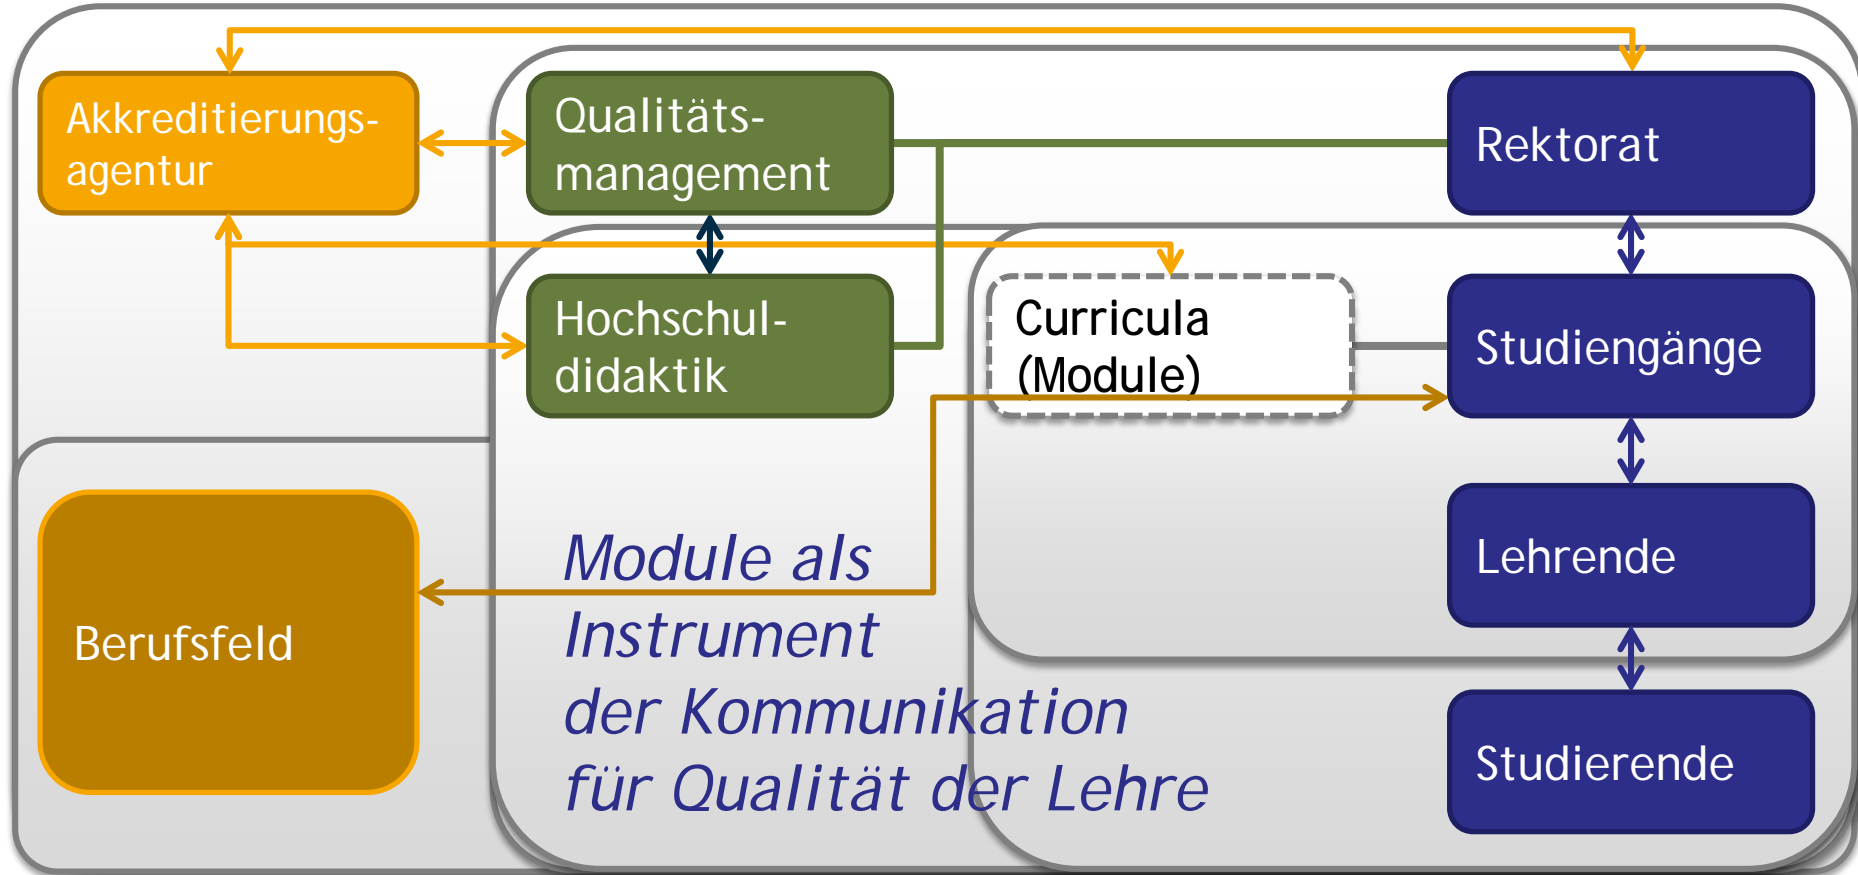 Akkreditierungs-
agentur
Qualitäts-
management
Rektorat
Hochschul-
didaktik
Curricula
(Module)
Studiengänge
Lehrende
Berufsfeld
Module als
Instrument
der Kommunikation
für Qualität der Lehre
Studierende